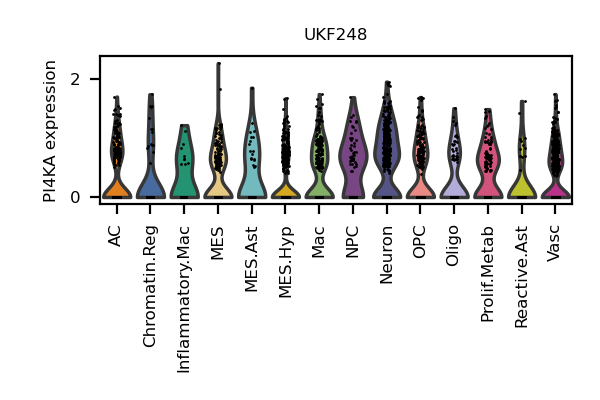 UKF248
PI4KA expression
2
0
AC
Chromatin.Reg
Inflammatory.Mac
MES
MES.Ast
MES.Hyp
Mac
NPC
Neuron
OPC
Oligo
Prolif.Metab
Reactive.Ast
Vasc